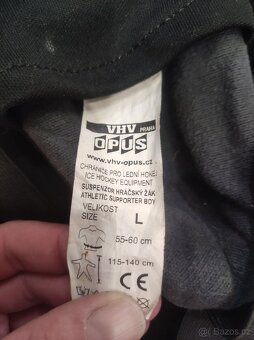 VHV PRAHA
OPUS
www.vhv-opus.cz
CHRÁNIČE PRO LEDNÍ HOKEJ
ICE HOCKEY EQUIPMENT
SUSPENZOR HRÁČSKÝ ŽÁK
ATHLETIC SUPPORTER BOY
VELIKOST
SIZE L
55-60 cm
115-140 cm
CE
Bazoš.cz